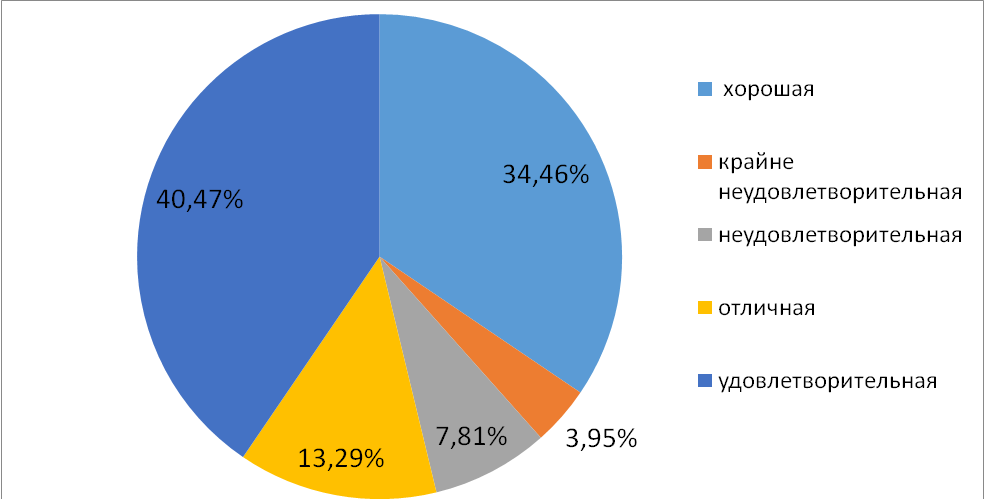 34,46%
3,95%
7,81%
13,29%
40,47%
хорошая
крайне
неудовлетворительная
неудовлетворительная
отличная
удовлетворительная